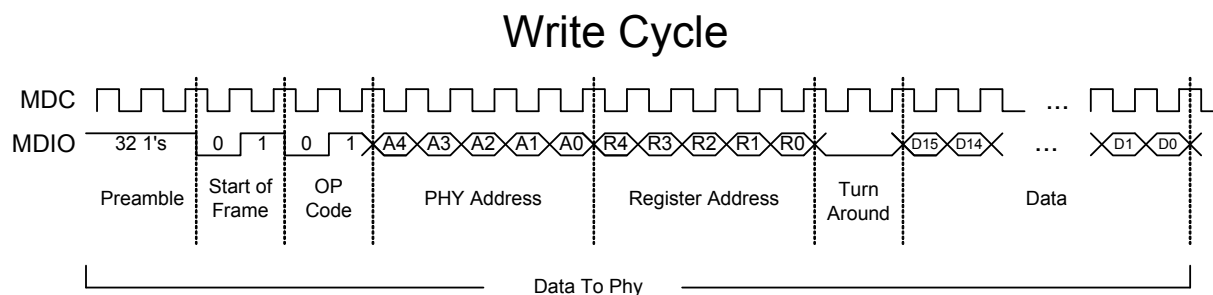 Write Cycle
MDC ...
MDIO 32 1's 0 1 0 1 A4 A3 A2 A1 A0 R4 R3 R2 R1 R0 D15 D14 ... D1 D0
Preamble Start of Frame OP Code PHY Address Register Address Turn Around Data
Data To Phy